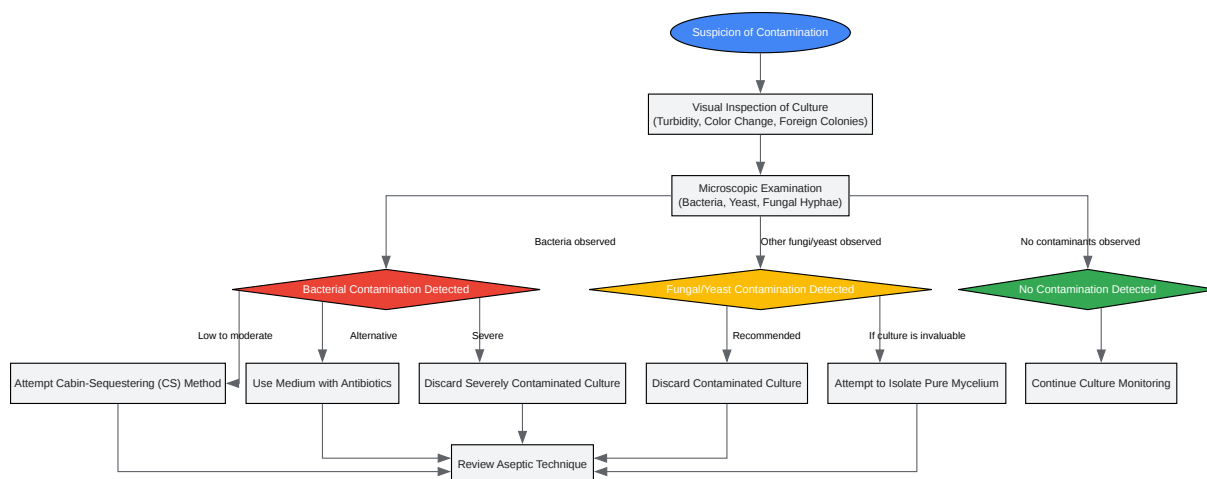 Suspicion of Contamination
Visual Inspection of Culture
(Turbidity, Color Change, Foreign Colonies)
Microscopic Examination
(Bacteria, Yeast, Fungal Hyphae)
Bacteria observed
Other fungi/yeast observed
No contaminants observed
Bacterial Contamination Detected
Fungal/Yeast Contamination Detected
No Contamination Detected
Low to moderate
Alternative
Severe
Recommended
If culture is invaluable
Attempt Cabin-Sequestering (CS) Method
Use Medium with Antibiotics
Discard Severely Contaminated Culture
Discard Contaminated Culture
Attempt to Isolate Pure Mycelium
Continue Culture Monitoring
Review Aseptic Technique